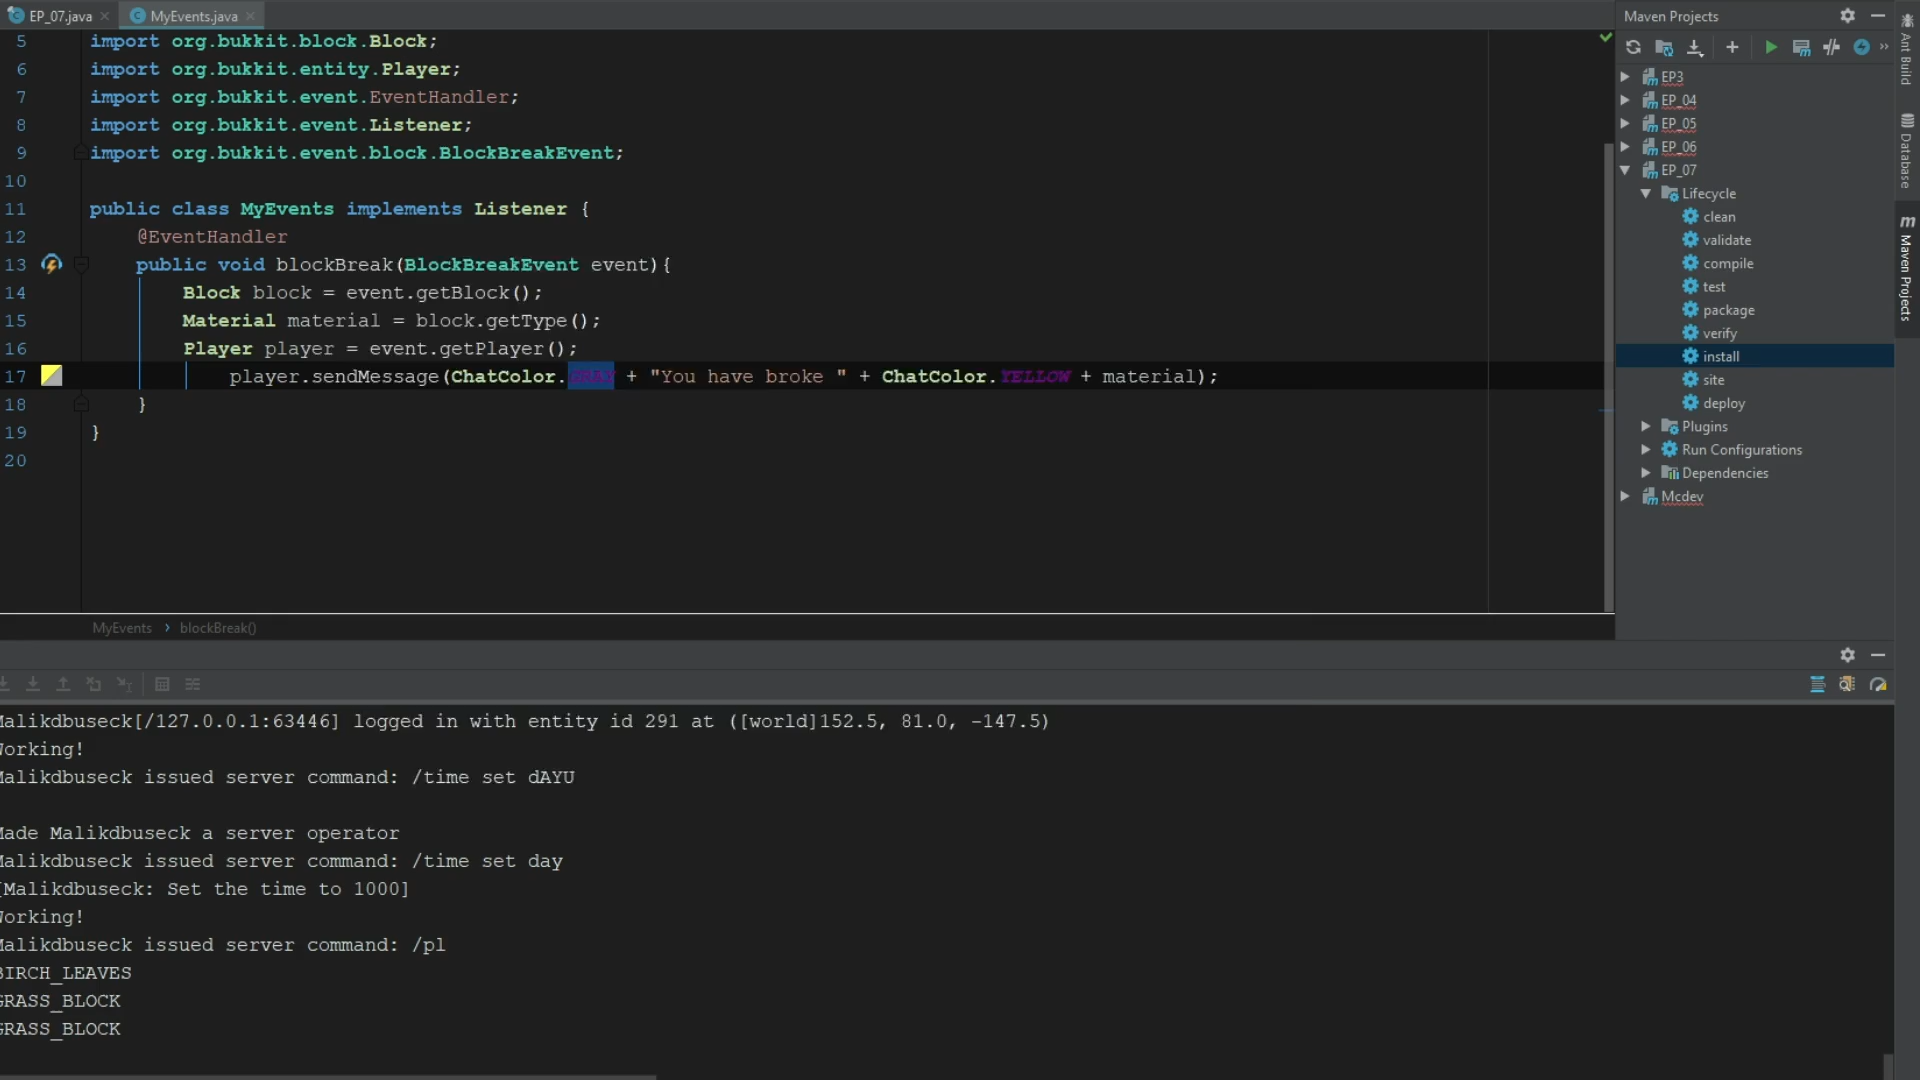 EP_07.java
MyEvents.java
5 import org.bukkit.block.Block;
6 import org.bukkit.entity.Player;
7 import org.bukkit.event.EventHandler;
8 import org.bukkit.event.Listener;
9 import org.bukkit.event.block.BlockBreakEvent;
10
11 public class MyEvents implements Listener {
12 @EventHandler
13 public void blockBreak(BlockBreakEvent event){
14 Block block = event.getBlock();
15 Material material = block.getType();
16 Player player = event.getPlayer();
17 player.sendMessage(ChatColor.GRAY + "You have broke " + ChatColor.YELLOW + material);
18 }
19 }
20
MyEvents › blockBreak()
Maven Projects
EP3
EP_04
EP_05
EP_06
EP_07
Lifecycle
clean
validate
compile
test
package
verify
install
site
deploy
Plugins
Run Configurations
Dependencies
Mcdev
Ant Build
Database
Maven Projects
Malikdbuseck[/127.0.0.1:63446] logged in with entity id 291 at ([world]152.5, 81.0, -147.5)
Working!
Malikdbuseck issued server command: /time set dAYU
Made Malikdbuseck a server operator
Malikdbuseck issued server command: /time set day
[Malikdbuseck: Set the time to 1000]
Working!
Malikdbuseck issued server command: /pl
BIRCH_LEAVES
GRASS_BLOCK
GRASS_BLOCK